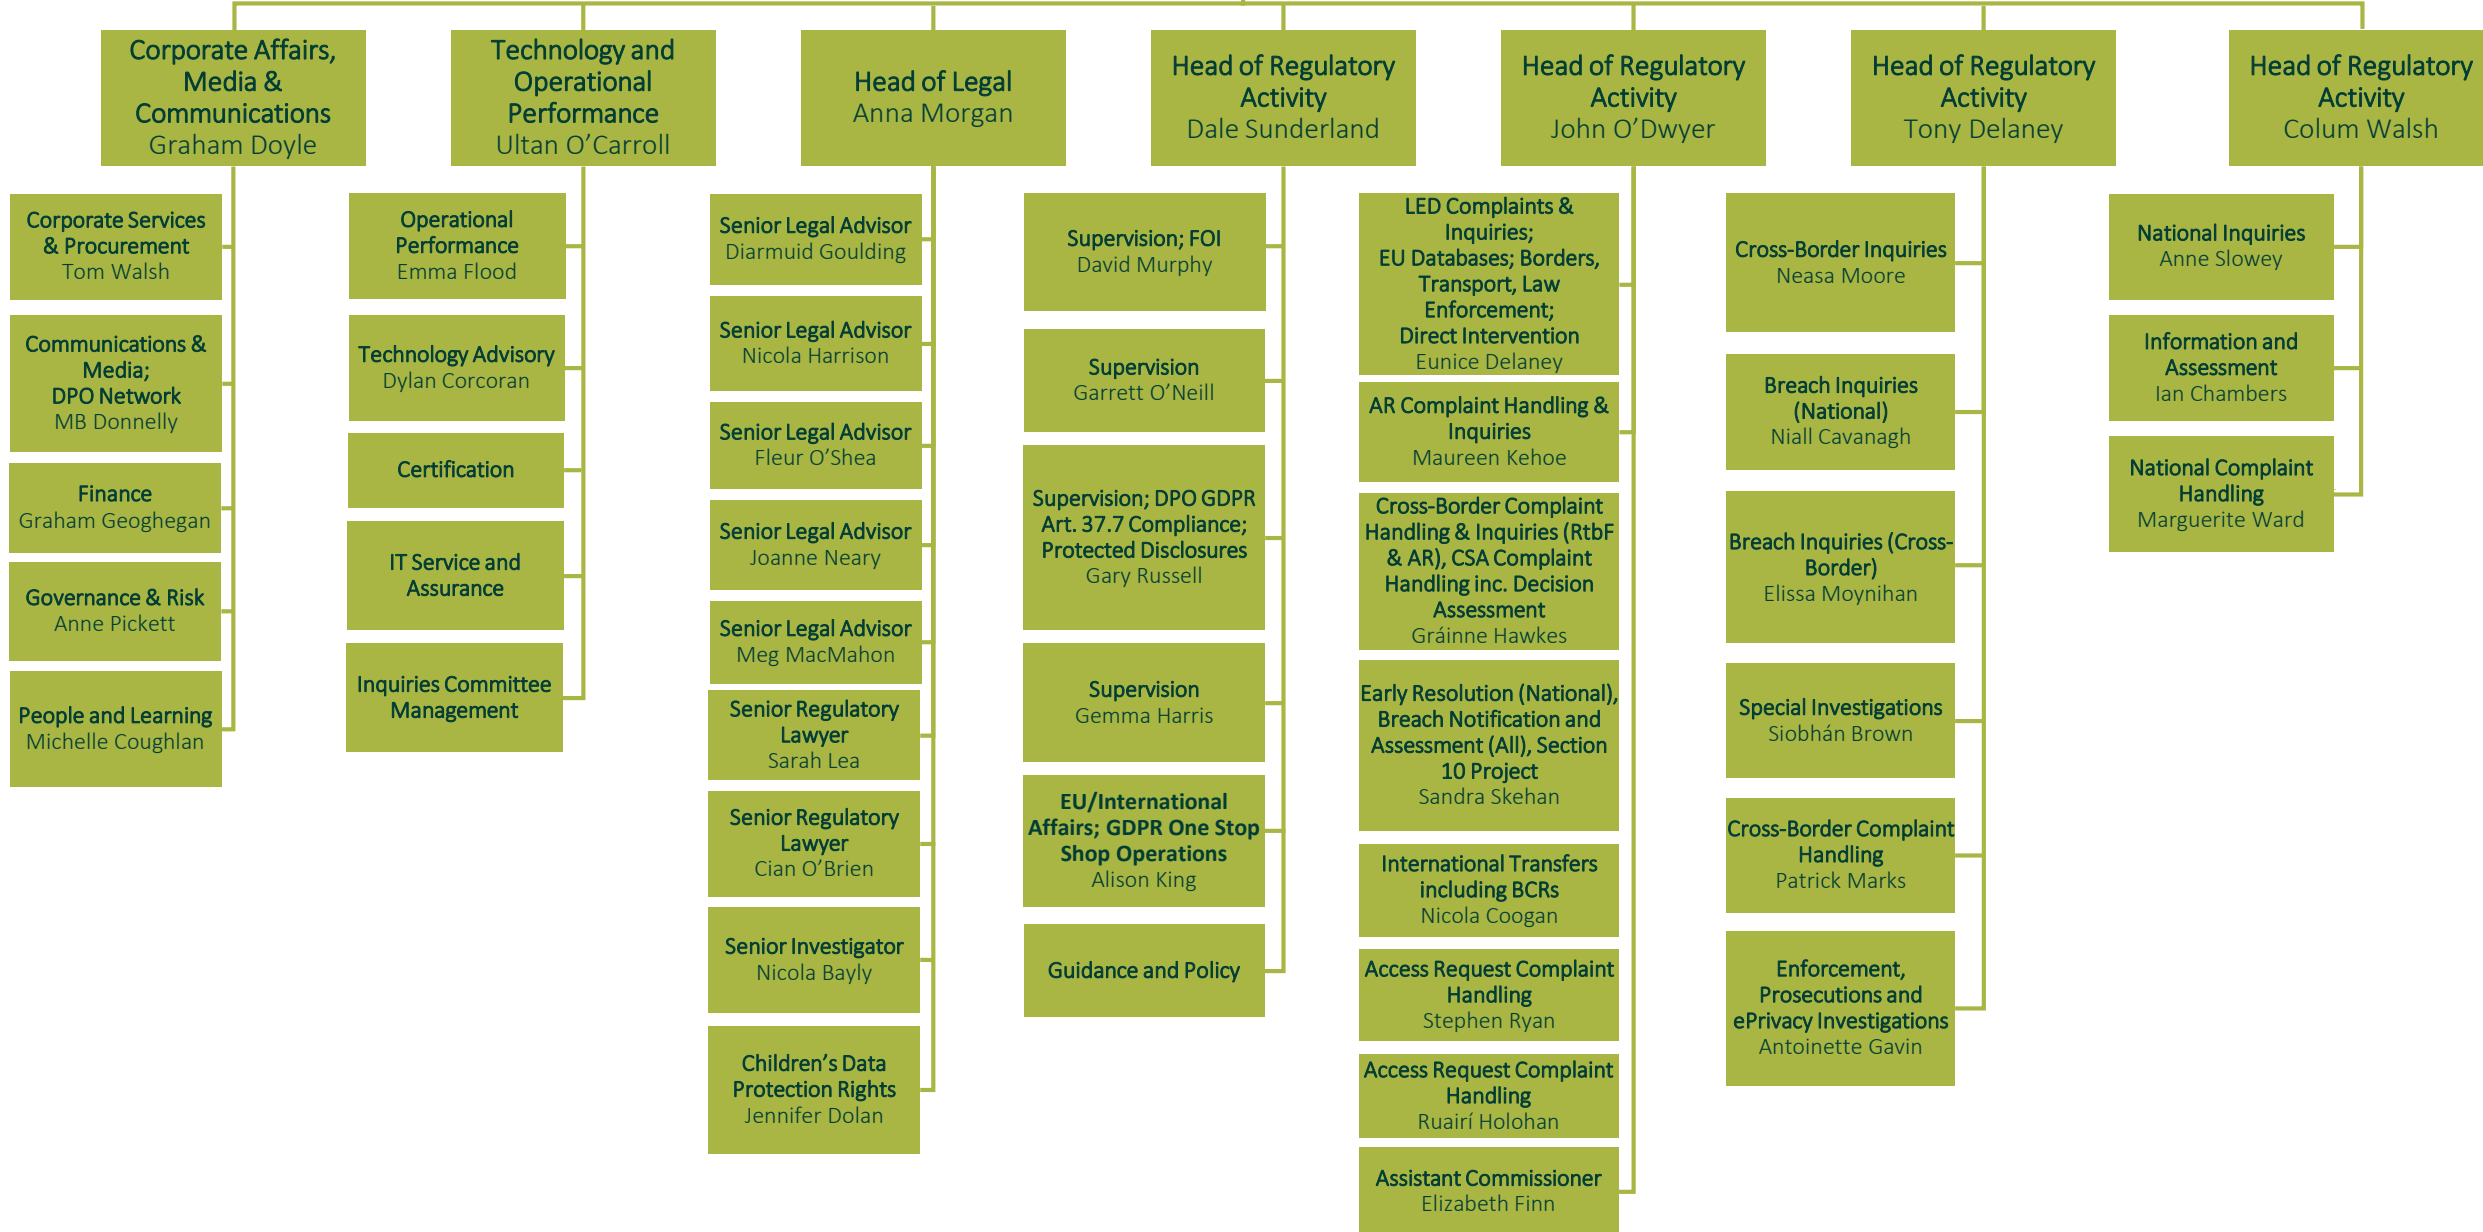 Corporate Affairs,
Media &
Communications
Graham Doyle
Technology and
Operational
Performance
Ultan O’Carroll
Head of Legal
Anna Morgan
Head of Regulatory
Activity
Dale Sunderland
Head of Regulatory
Activity
John O’Dwyer
Head of Regulatory
Activity
Tony Delaney
Head of Regulatory
Activity
Colum Walsh
Corporate Services
& Procurement
Tom Walsh
Communications &
Media;
DPO Network
MB Donnelly
Finance
Graham Geoghegan
Governance & Risk
Anne Pickett
People and Learning
Michelle Coughlan
Operational
Performance
Emma Flood
Technology Advisory
Dylan Corcoran
Certification
IT Service and
Assurance
Inquiries Committee
Management
Senior Legal Advisor
Diarmuid Goulding
Senior Legal Advisor
Nicola Harrison
Senior Legal Advisor
Fleur O’Shea
Senior Legal Advisor
Joanne Neary
Senior Legal Advisor
Meg MacMahon
Senior Regulatory
Lawyer
Sarah Lea
Senior Regulatory
Lawyer
Cian O’Brien
Senior Investigator
Nicola Bayly
Children’s Data
Protection Rights
Jennifer Dolan
Supervision; FOI
David Murphy
Supervision
Garrett O’Neill
Supervision; DPO GDPR
Art. 37.7 Compliance;
Protected Disclosures
Gary Russell
Supervision
Gemma Harris
EU/International
Affairs; GDPR One Stop
Shop Operations
Alison King
Guidance and Policy
LED Complaints &
Inquiries;
EU Databases; Borders,
Transport, Law
Enforcement;
Direct Intervention
Eunice Delaney
AR Complaint Handling &
Inquiries
Maureen Kehoe
Cross-Border Complaint
Handling & Inquiries (RtbF
& AR), CSA Complaint
Handling inc. Decision
Assessment
Gráinne Hawkes
Early Resolution (National),
Breach Notification and
Assessment (All), Section
10 Project
Sandra Skehan
International Transfers
including BCRs
Nicola Coogan
Access Request Complaint
Handling
Stephen Ryan
Access Request Complaint
Handling
Ruairí Holohan
Assistant Commissioner
Elizabeth Finn
Cross-Border Inquiries
Neasa Moore
Breach Inquiries
(National)
Niall Cavanagh
Breach Inquiries (Cross-
Border)
Elissa Moynihan
Special Investigations
Siobhán Brown
Cross-Border Complaint
Handling
Patrick Marks
Enforcement,
Prosecutions and
ePrivacy Investigations
Antoinette Gavin
National Inquiries
Anne Slowey
Information and
Assessment
Ian Chambers
National Complaint
Handling
Marguerite Ward